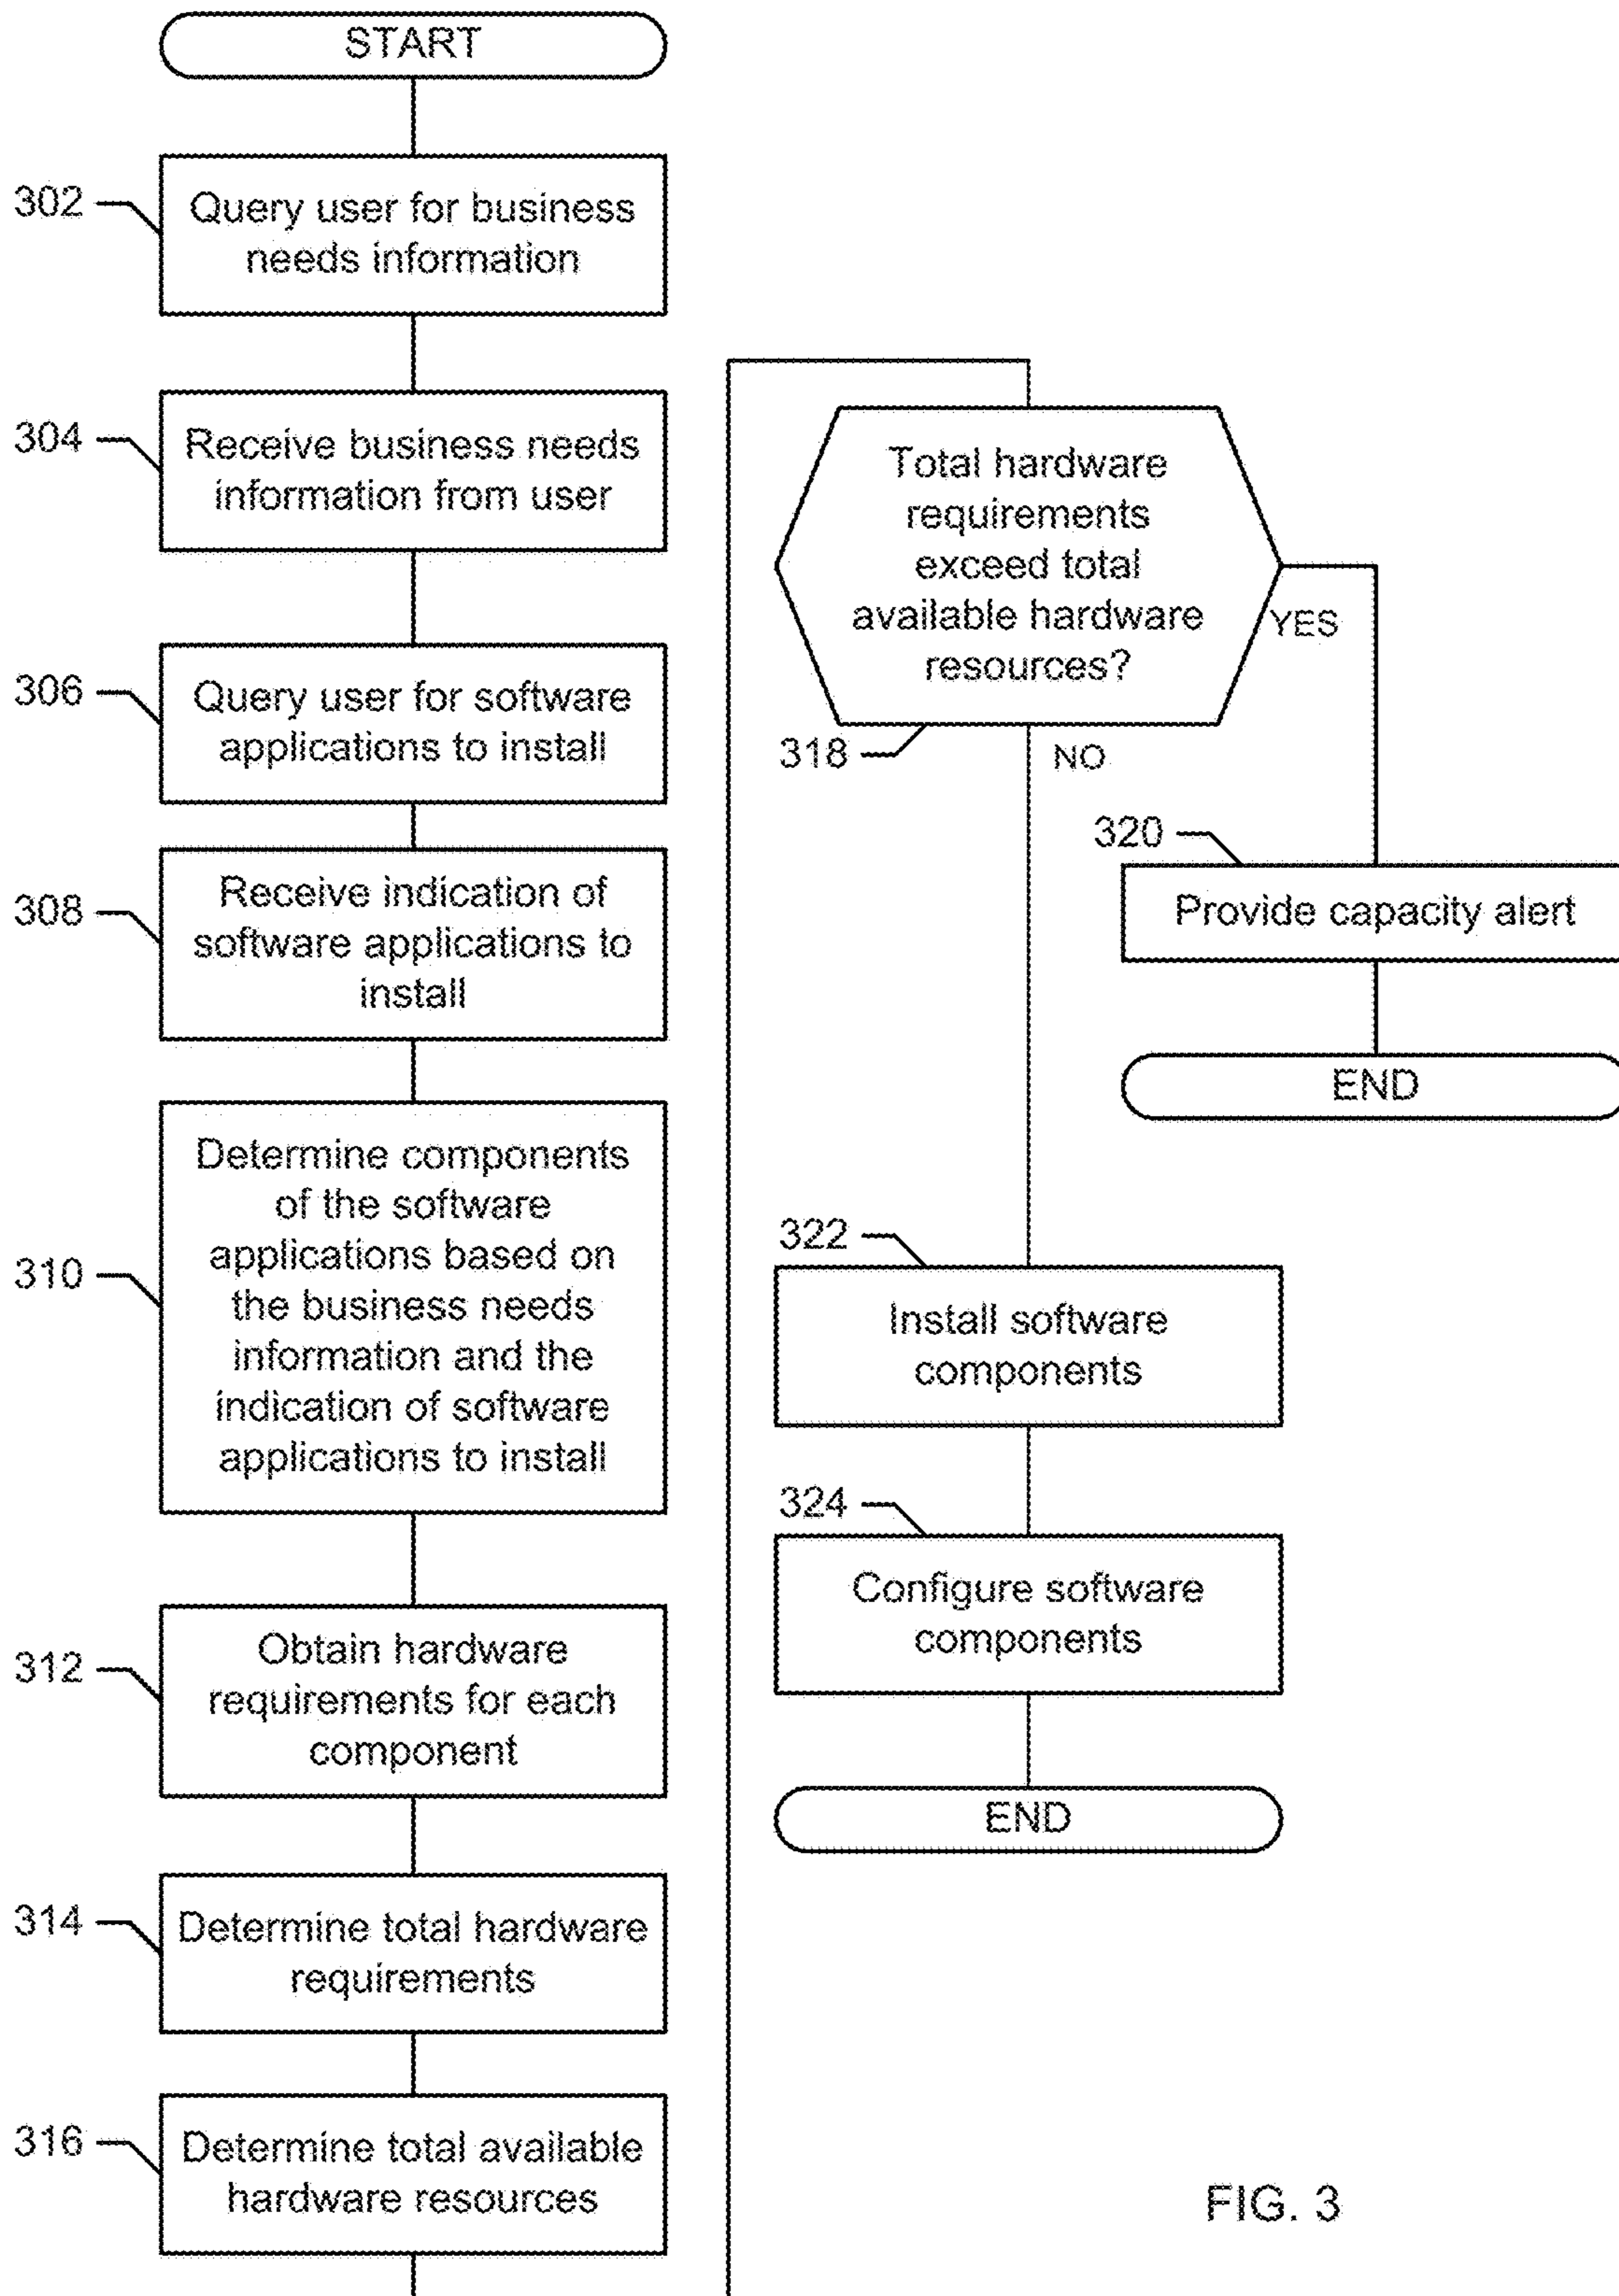 START
302
Query user for business
needs information
304
Receive business needs
information from user
306
Query user for software
applications to install
308
Receive indication of
software applications to
install
310
Determine components
of the software
applications based on
the business needs
information and the
indication of software
applications to install
312
Obtain hardware
requirements for each
component
314
Determine total hardware
requirements
316
Determine total available
hardware resources
Total hardware
requirements
exceed total
available hardware
resources?
YES
318
NO
320
Provide capacity alert
END
322
Install software
components
324
Configure software
components
END
FIG. 3